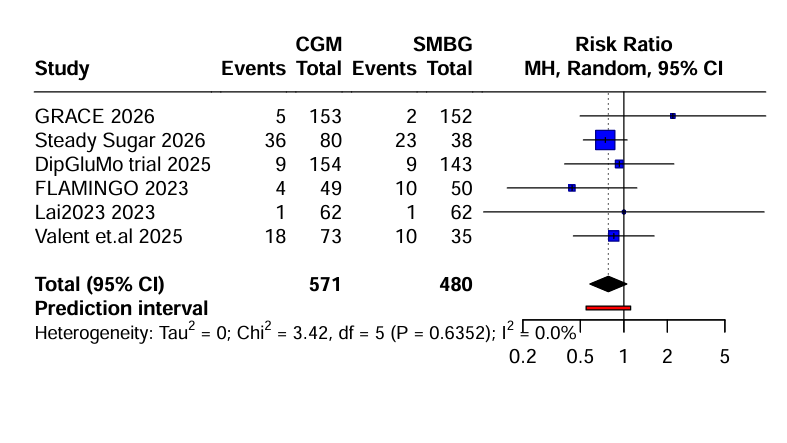 CGM SMBG Risk Ratio
Study Events Total Events Total MH, Random, 95% CI
GRACE 2026 5 153 2 152
Steady Sugar 2026 36 80 23 38
DipGluMo trial 2025 9 154 9 143
FLAMINGO 2023 4 49 10 50
Lai2023 2023 1 62 1 62
Valent et.al 2025 18 73 10 35
Total (95% CI) 571 480
Prediction interval
Heterogeneity: Tau² = 0; Chi² = 3.42, df = 5 (P = 0.6352); I² = 0.0%
0.2 0.5 1 2 5